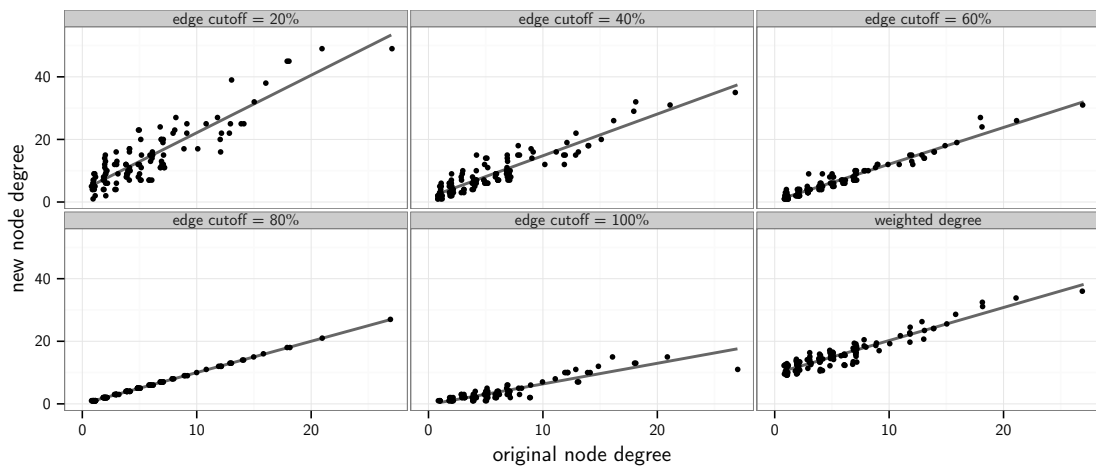 edge cutoff = 20%
edge cutoff = 40%
edge cutoff = 60%
40
20
0
edge cutoff = 80%
edge cutoff = 100%
weighted degree
40
20
0
0 10 20
0 10 20
0 10 20
new node degree
original node degree